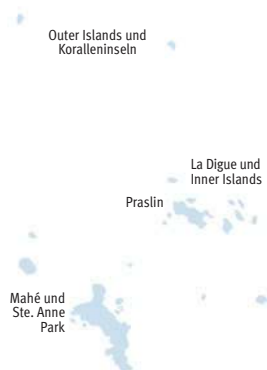 Outer Islands und
Koralleninseln
La Digue und
Inner Islands
Praslin
Mahé und
Ste. Anne
Park